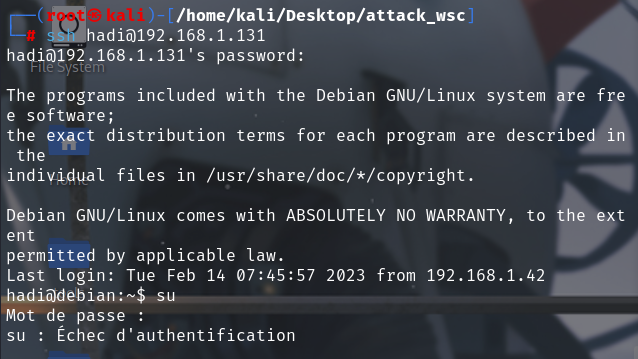 ┌──(root㉿kali)-[/home/kali/Desktop/attack_wsc]
└─# ssh hadi@192.168.1.131
hadi@192.168.1.131's password:
File System
The programs included with the Debian GNU/Linux system are fre
e software;
the exact distribution terms for each program are described in
 the
individual files in /usr/share/doc/*/copyright.
Home
Debian GNU/Linux comes with ABSOLUTELY NO WARRANTY, to the ext
ent
permitted by applicable law.
Last login: Tue Feb 14 07:45:57 2023 from 192.168.1.42
hadi@debian:~$ su
Mot de passe :
su : Échec d'authentification